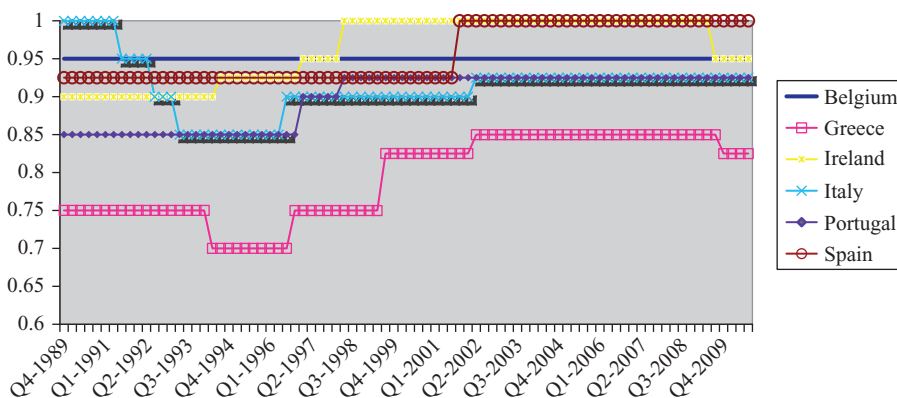 1
0.95
0.9
0.85
0.8
0.75
0.7
0.65
0.6
Q4-1989
Q1-1991
Q2-1992
Q3-1993
Q4-1994
Q1-1996
Q2-1997
Q3-1998
Q4-1999
Q1-2001
Q2-2002
Q3-2003
Q4-2004
Q1-2006
Q2-2007
Q3-2008
Q4-2009
Belgium
Greece
Ireland
Italy
Portugal
Spain